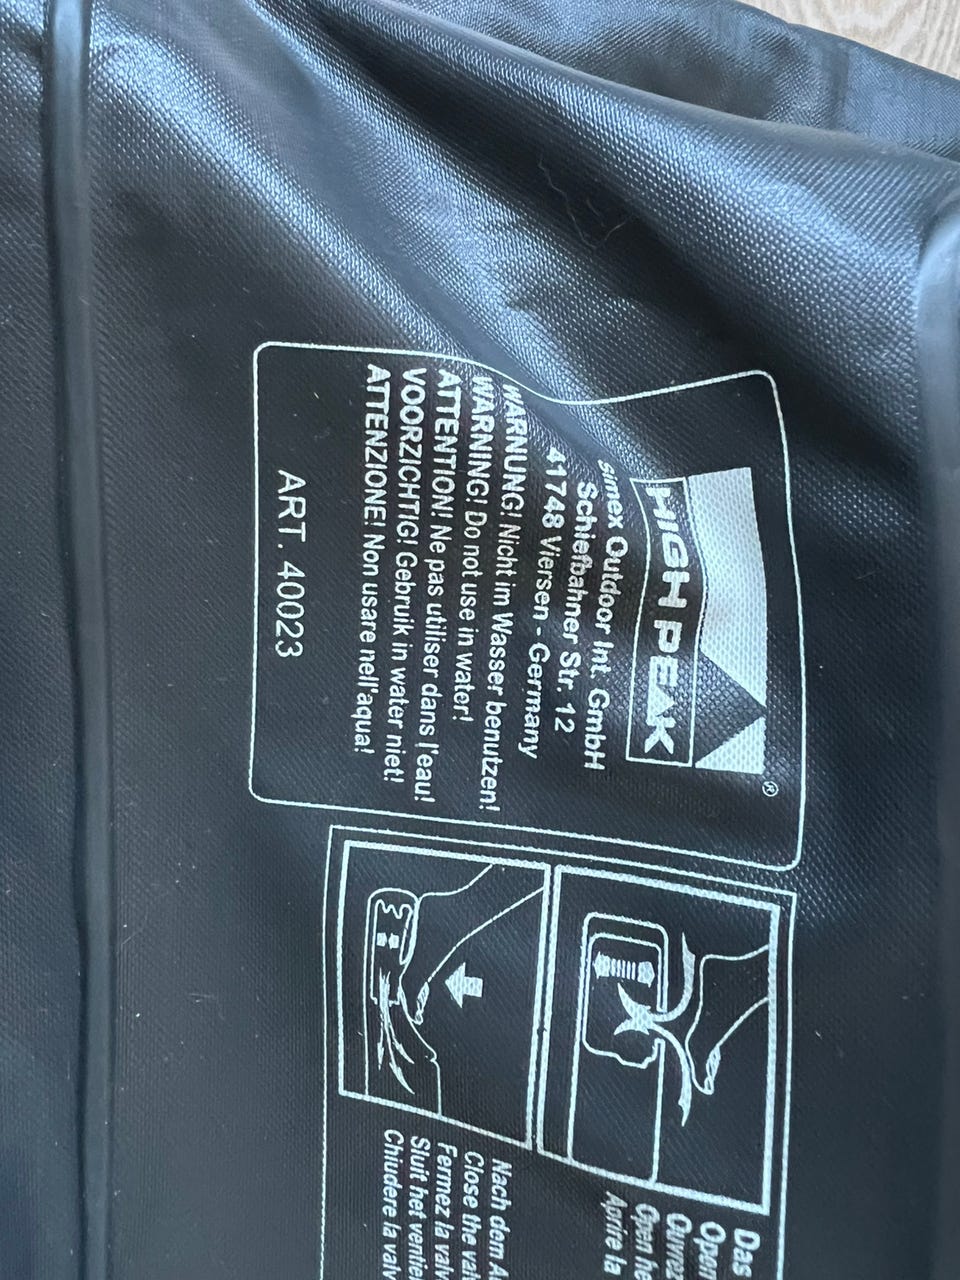 HIGH PEAK
®
simex Outdoor Int. GmbH
Schiefbahner Str. 12
41748 Viersen - Germany
WARNUNG! Nicht im Wasser benutzen!
WARNING! Do not use in water!
ATTENTION! Ne pas utiliser dans l'eau!
VOORZICHTIG! Gebruik in water niet!
ATTENZIONE! Non usare nell'aqua!
ART. 40023
Das
Open
Ouvrez
Open he
Aprire la
Nach dem A
Close the val
Fermez la valv
Sluit het ventie
Chiudere la valv